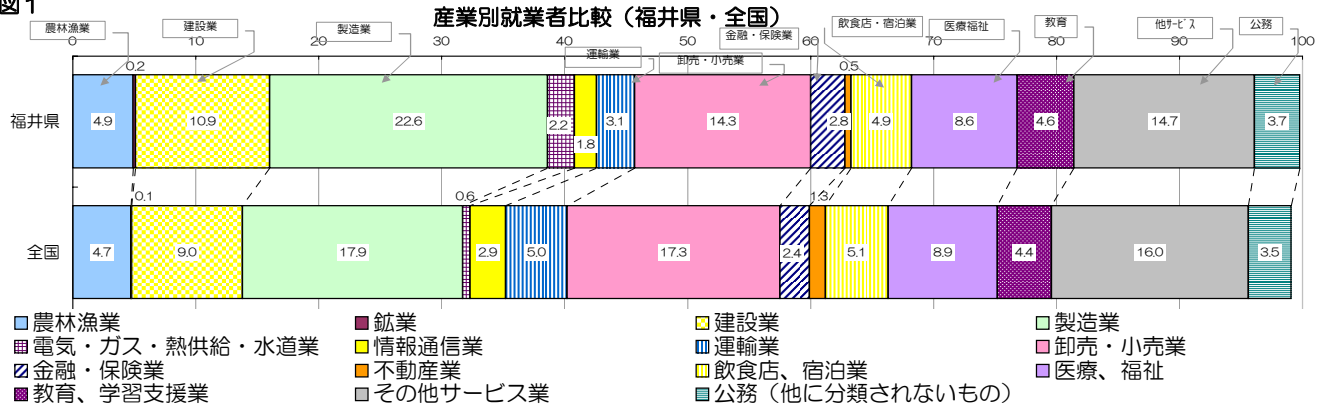 図1
産業別就業者比較（福井県・全国）
農林漁業 建設業 製造業 運輸業 卸売・小売業 金融・保険業 飲食店・宿泊業 医療福祉 教育 他サービス 公務
0 10 20 30 40 50 60 70 80 90 100
0.2 0.5
福井県 4.9 10.9 22.6 2.2 1.8 3.1 14.3 2.8 4.9 8.6 4.6 14.7 3.7
0.1 0.6 1.3
全国 4.7 9.0 17.9 2.9 5.0 17.3 2.4 5.1 8.9 4.4 16.0 3.5
農林漁業 鉱業 建設業 製造業
電気・ガス・熱供給・水道業 情報通信業 運輸業 卸売・小売業
金融・保険業 不動産業 飲食店、宿泊業 医療、福祉
教育、学習支援業 その他サービス業 公務（他に分類されないもの）